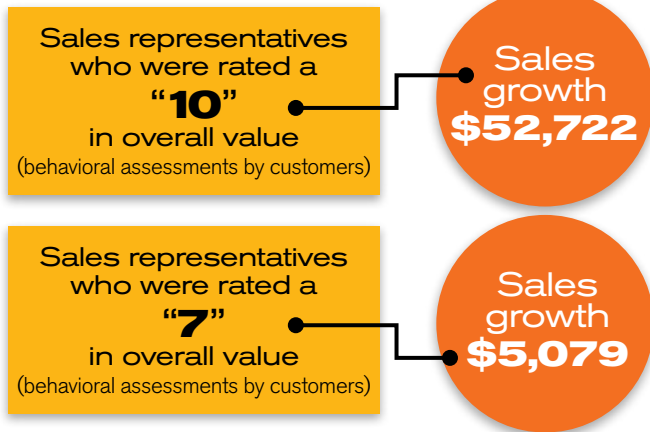 Sales representatives
who were rated a
“10”
in overall value
(behavioral assessments by customers)
Sales
growth
$52,722
Sales representatives
who were rated a
“7”
in overall value
(behavioral assessments by customers)
Sales
growth
$5,079